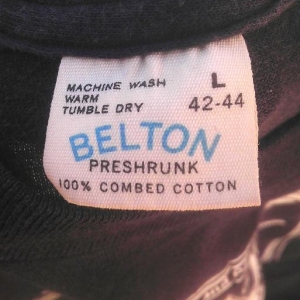 MACHINE WASH
WARM
TUMBLE DRY
L
42-44
BELTON
PRESHRUNK
100% COMBED COTTON